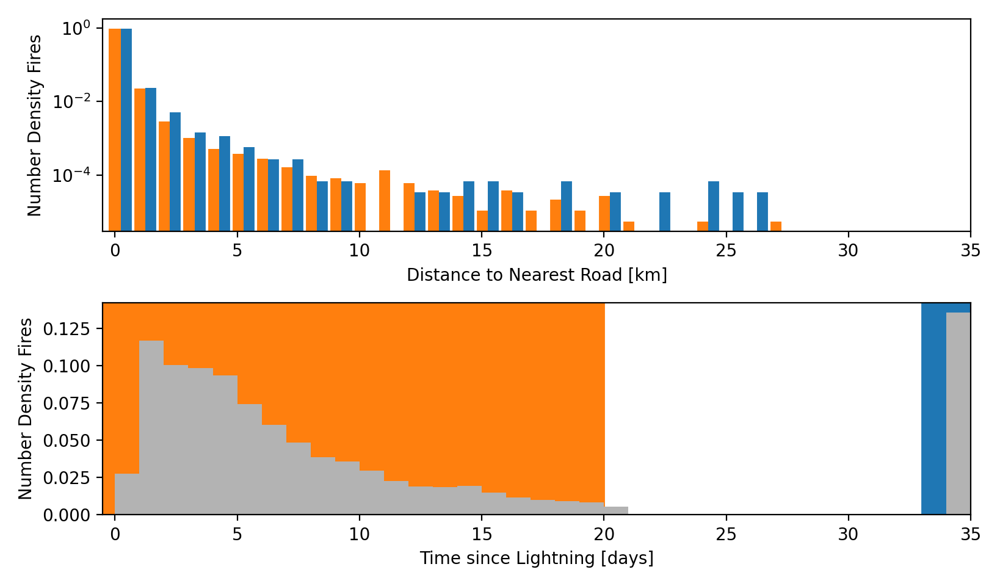 Number Density Fires
10⁰
10⁻²
10⁻⁴
0 5 10 15 20 25 30 35
Distance to Nearest Road [km]
Number Density Fires
0.125
0.100
0.075
0.050
0.025
0.000
0 5 10 15 20 25 30 35
Time since Lightning [days]